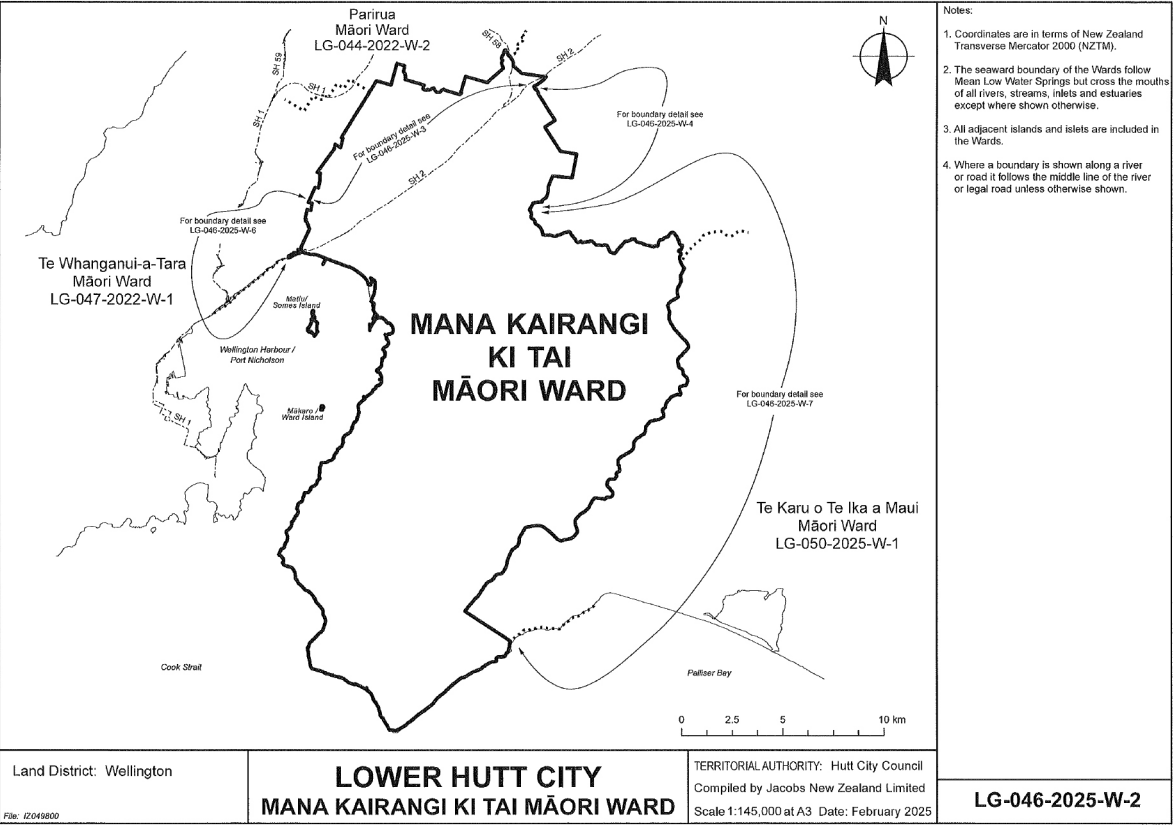 Parirua
Māori Ward
LG-044-2022-W-2
SH 59
SH 58
SH 2
SH 1
SH 1
N
For boundary detail see
LG-046-2025-W-3
For boundary detail see
LG-046-2025-W-4
SH 2
For boundary detail see
LG-046-2025-W-6
Te Whanganui-a-Tara
Māori Ward
LG-047-2022-W-1
Matiu/
Somes Island
Wellington Harbour /
Port Nicholson
MANA KAIRANGI
KI TAI
MĀORI WARD
Mākaro /
Ward Island
SH 1
For boundary detail see
LG-046-2025-W-7
Te Karu o Te Ika a Maui
Māori Ward
LG-050-2025-W-1
Cook Strait
Palliser Bay
0 2.5 5 10 km
Notes:
1. Coordinates are in terms of New Zealand
Transverse Mercator 2000 (NZTM).
2. The seaward boundary of the Wards follow
Mean Low Water Springs but cross the mouths
of all rivers, streams, inlets and estuaries
except where shown otherwise.
3. All adjacent islands and islets are included in
the Wards.
4. Where a boundary is shown along a river
or road it follows the middle line of the river
or legal road unless otherwise shown.
Land District: Wellington
File: IZ049800
LOWER HUTT CITY
MANA KAIRANGI KI TAI MĀORI WARD
TERRITORIAL AUTHORITY: Hutt City Council
Compiled by Jacobs New Zealand Limited
Scale 1:145,000 at A3 Date: February 2025
LG-046-2025-W-2